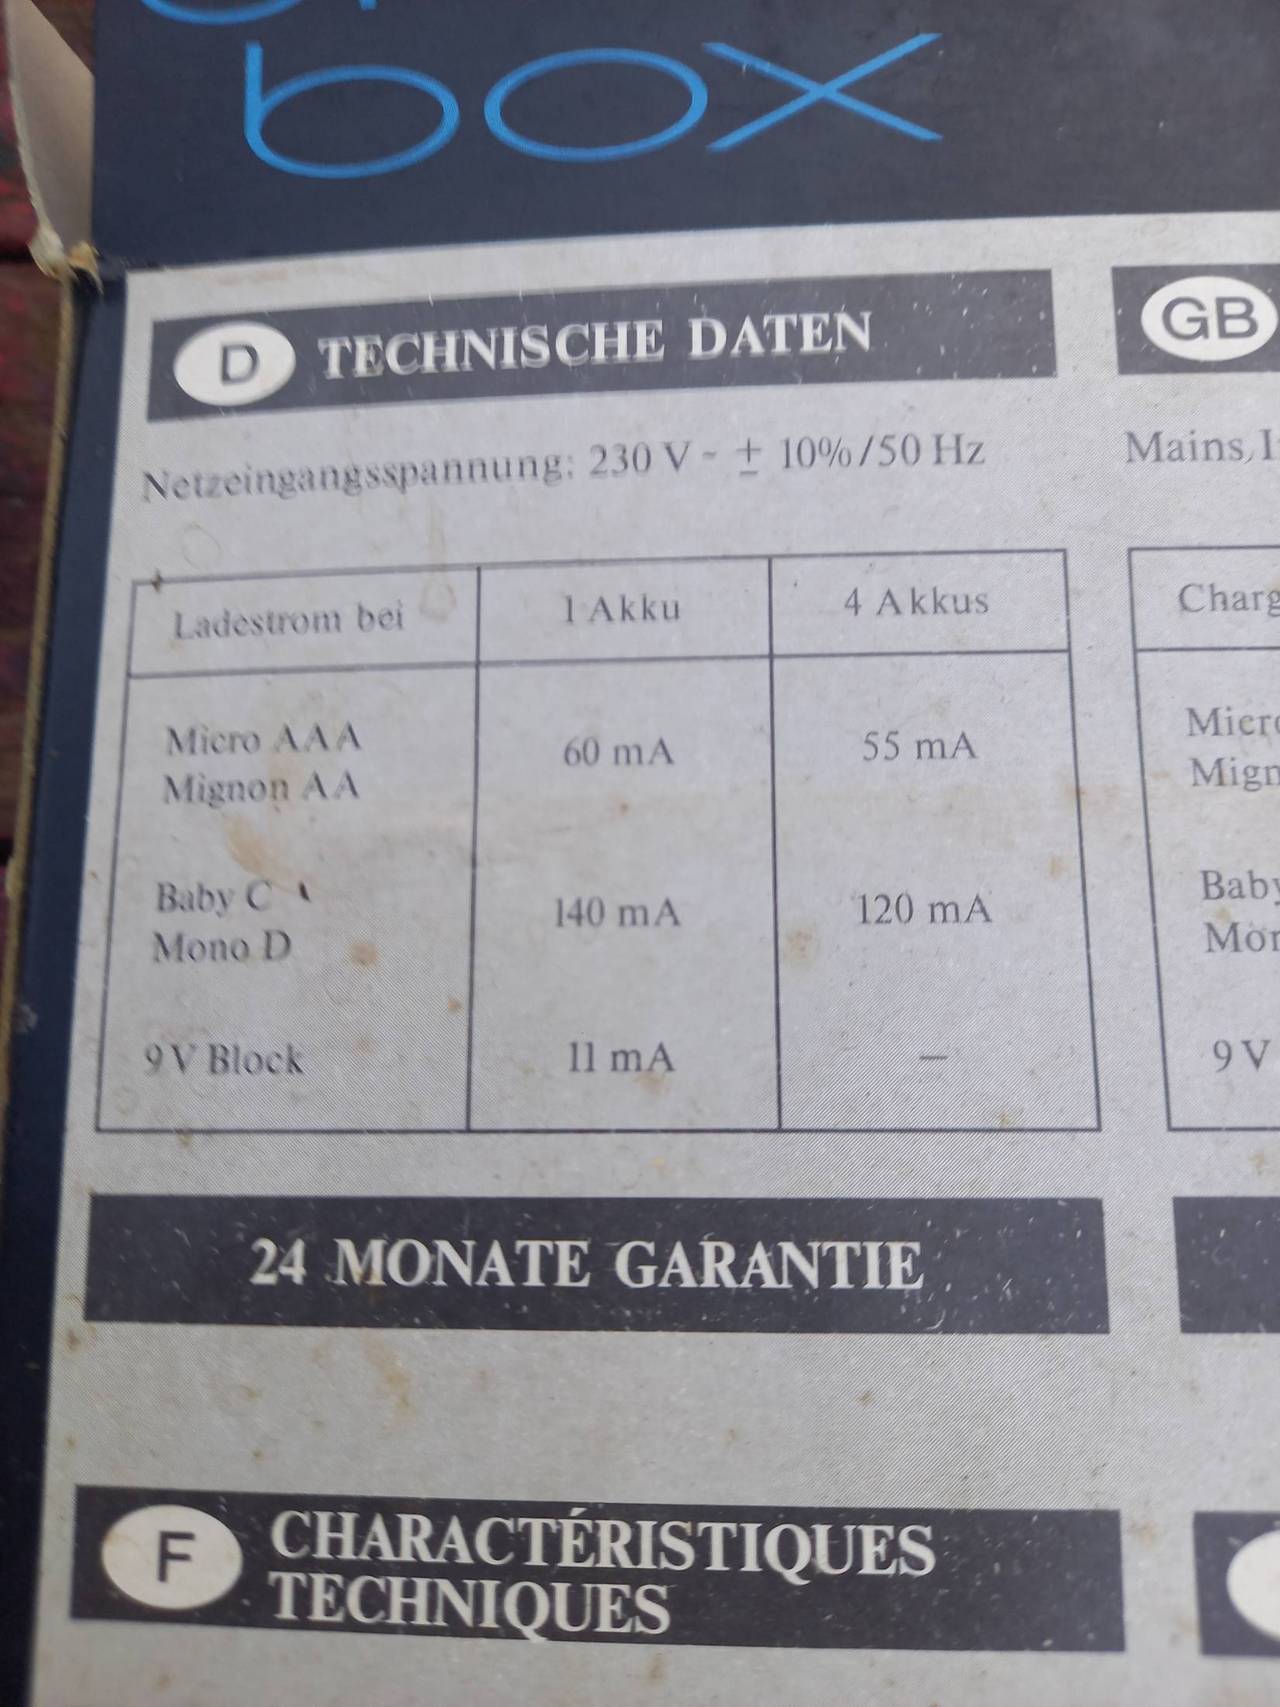 box
D TECHNISCHE DATEN
GB
Netzeingangsspannung: 230 V ~ ± 10%/50 Hz
Mains,
Ladestrom bei 1 Akku 4 Akkus
Micro AAA
Mignon AA
60 mA 55 mA
Baby C
Mono D
140 mA 120 mA
9 V Block 11 mA –
9 V
24 MONATE GARANTIE
F CHARACTÉRISTIQUES
TECHNIQUES